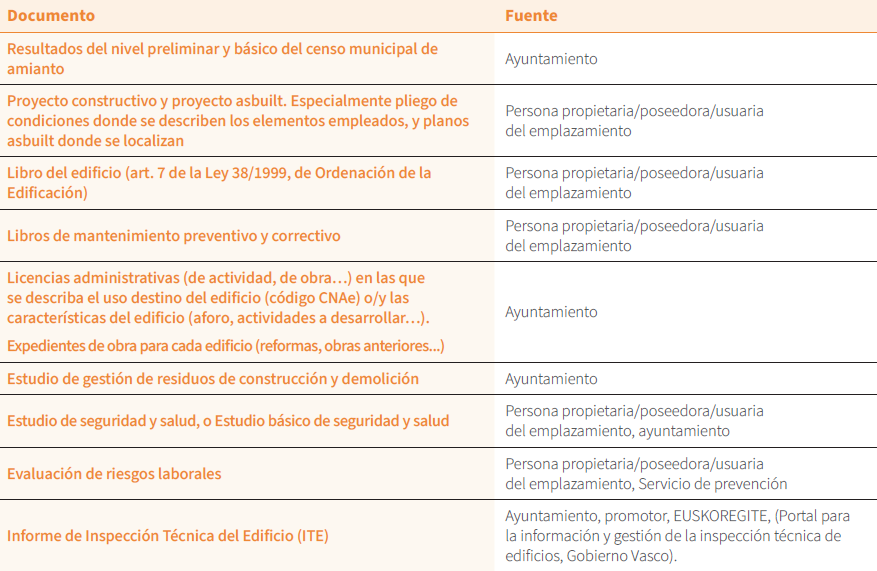 Documento
Fuente
Resultados del nivel preliminar y básico del censo municipal de
amianto
Ayuntamiento
Proyecto constructivo y proyecto asbuilt. Especialmente pliego de
condiciones donde se describen los elementos empleados, y planos
asbuilt donde se localizan
Persona propietaria/poseedora/usuaria
del emplazamiento
Libro del edificio (art. 7 de la Ley 38/1999, de Ordenación de la
Edificación)
Persona propietaria/poseedora/usuaria
del emplazamiento
Libros de mantenimiento preventivo y correctivo
Persona propietaria/poseedora/usuaria
del emplazamiento
Licencias administrativas (de actividad, de obra…) en las que
se describa el uso destino del edificio (código CNAe) o/y las
características del edificio (aforo, actividades a desarrollar…).
Expedientes de obra para cada edificio (reformas, obras anteriores...)
Ayuntamiento
Estudio de gestión de residuos de construcción y demolición
Ayuntamiento
Estudio de seguridad y salud, o Estudio básico de seguridad y salud
Persona propietaria/poseedora/usuaria
del emplazamiento, ayuntamiento
Evaluación de riesgos laborales
Persona propietaria/poseedora/usuaria
del emplazamiento, Servicio de prevención
Informe de Inspección Técnica del Edificio (ITE)
Ayuntamiento, promotor, EUSKOREGITE, (Portal para
la información y gestión de la inspección técnica de
edificios, Gobierno Vasco).